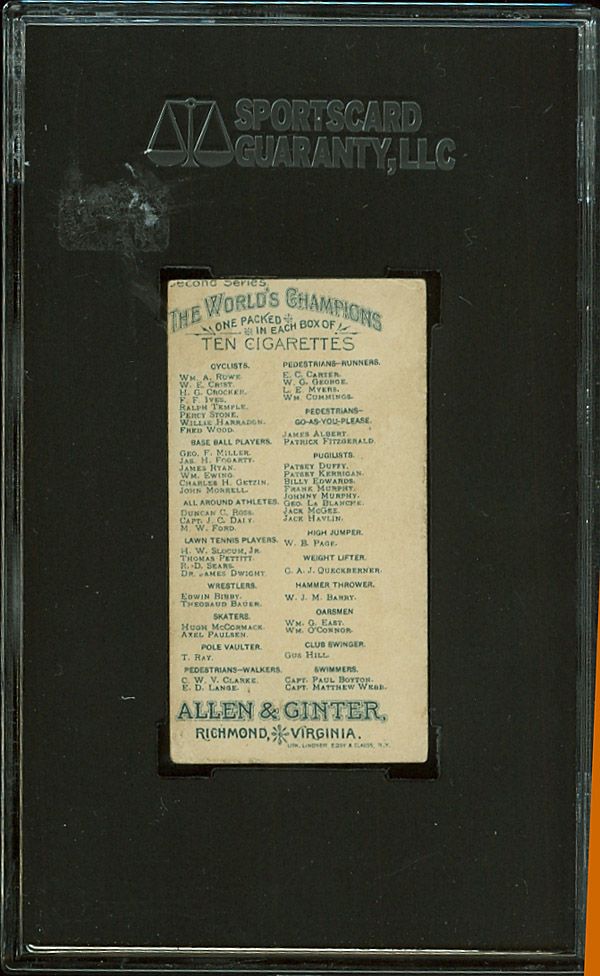 SPORTSCARD
GUARANTY, LLC
Second Series
THE WORLD'S CHAMPIONS
ONE PACKED
IN EACH BOX OF
TEN CIGARETTES
CYCLISTS.
WM. A. ROWE.
W. E. CRIST.
H. G. CROCKER.
F. F. IVES.
RALPH TEMPLE.
PERCY STONE.
WILLIE HARRADON.
FRED WOOD.
BASE BALL PLAYERS.
GEO. F. MILLER.
JAS. H. FOGARTY.
JAMES RYAN.
WM. EWING.
CHARLES H. GETZIN.
JOHN MORRELL.
ALL AROUND ATHLETES.
DUNCAN C. ROSS.
CAPT. J. C. DALY.
M. W. FORD.
LAWN TENNIS PLAYERS.
H. W. SLOCUM, JR.
THOMAS PETTITT.
R. D. SEARS.
DR. JAMES DWIGHT.
WRESTLERS.
EDWIN BIBBY.
THEOBAUD BAUER.
SKATERS.
HUGH MCCORMACK.
AXEL PAULSEN.
POLE VAULTER.
T. RAY.
PEDESTRIANS—WALKERS.
C. W. V. CLARKE.
E. D. LANGE.
PEDESTRIANS—RUNNERS.
E. C. CARTER.
W. G. GEORGE.
L. E. MYERS.
WM. CUMMINGS.
PEDESTRIANS—
GO-AS-YOU-PLEASE.
JAMES ALBERT.
PATRICK FITZGERALD.
PUGILISTS.
PATSEY DUFFY.
PATSEY KERRIGAN.
BILLY EDWARDS.
FRANK MURPHY.
JOHNNY MURPHY.
GEO. LA BLANCHE.
JACK MCGEE.
JACK HAVLIN.
HIGH JUMPER.
W. B. PAGE.
WEIGHT LIFTER.
C. A. J. QUECKBERNER.
HAMMER THROWER.
W. J. M. BARRY.
OARSMEN
WM. G. EAST.
WM. O'CONNOR.
CLUB SWINGER.
GUS HILL.
SWIMMERS.
CAPT. PAUL BOYTON.
CAPT. MATTHEW WEBB.
ALLEN & GINTER,
RICHMOND, VIRGINIA.
LITH. LINDNER EDDY & CLAUSS, N.Y.